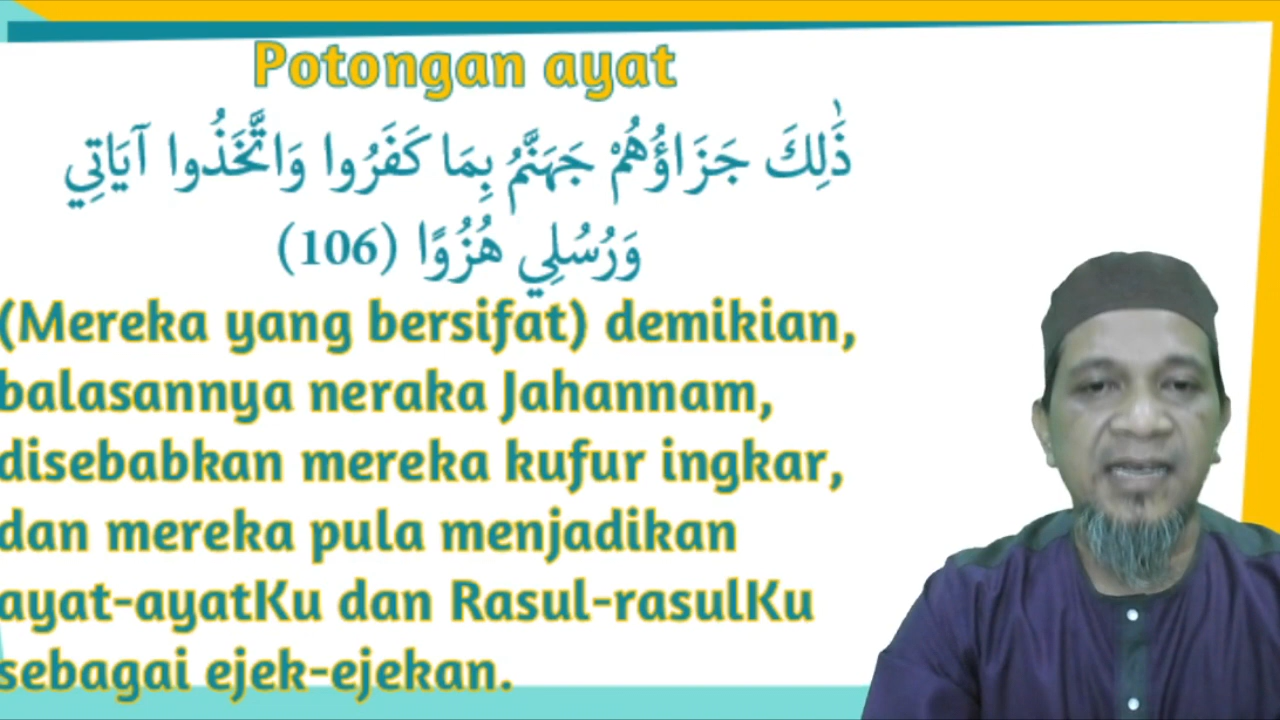 Potongan ayat
ذَٰلِكَ جَزَاؤُهُمْ جَهَنَّمُ بِمَا كَفَرُوا وَاتَّخَذُوا آيَاتِي
وَرُسُلِي هُزُوًا (106)
(Mereka yang bersifat) demikian,
balasannya neraka Jahannam,
disebabkan mereka kufur ingkar,
dan mereka pula menjadikan
ayat-ayatKu dan Rasul-rasulKu
sebagai ejek-ejekan.